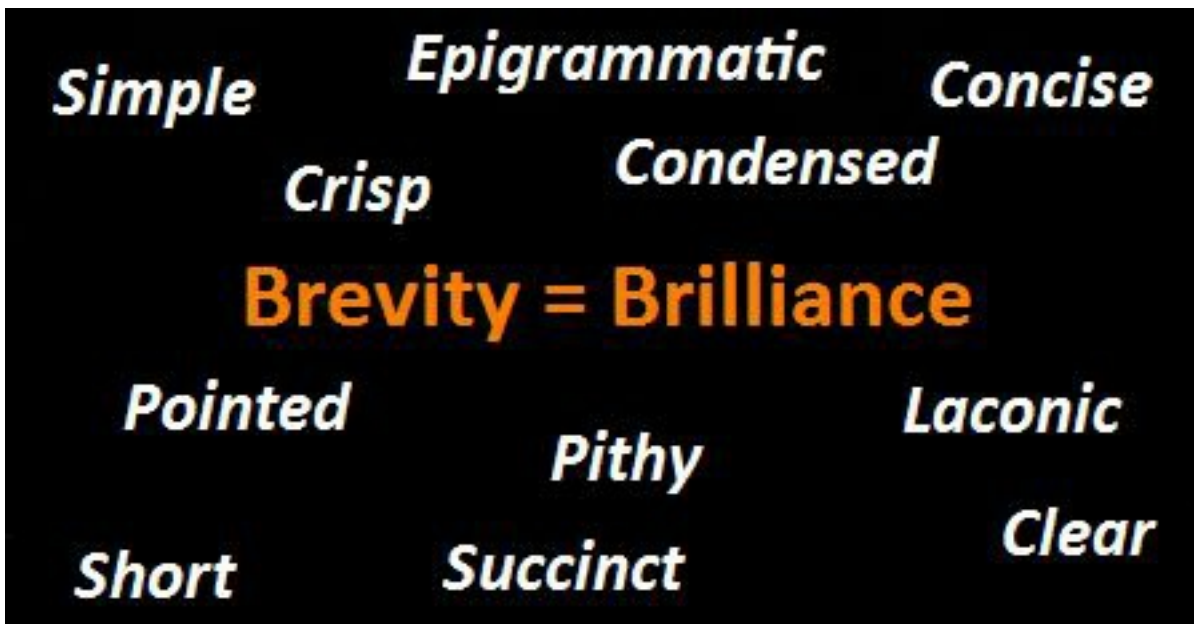 Simple
Epigrammatic
Concise
Crisp
Condensed
Brevity = Brilliance
Pointed
Laconic
Pithy
Clear
Short
Succinct